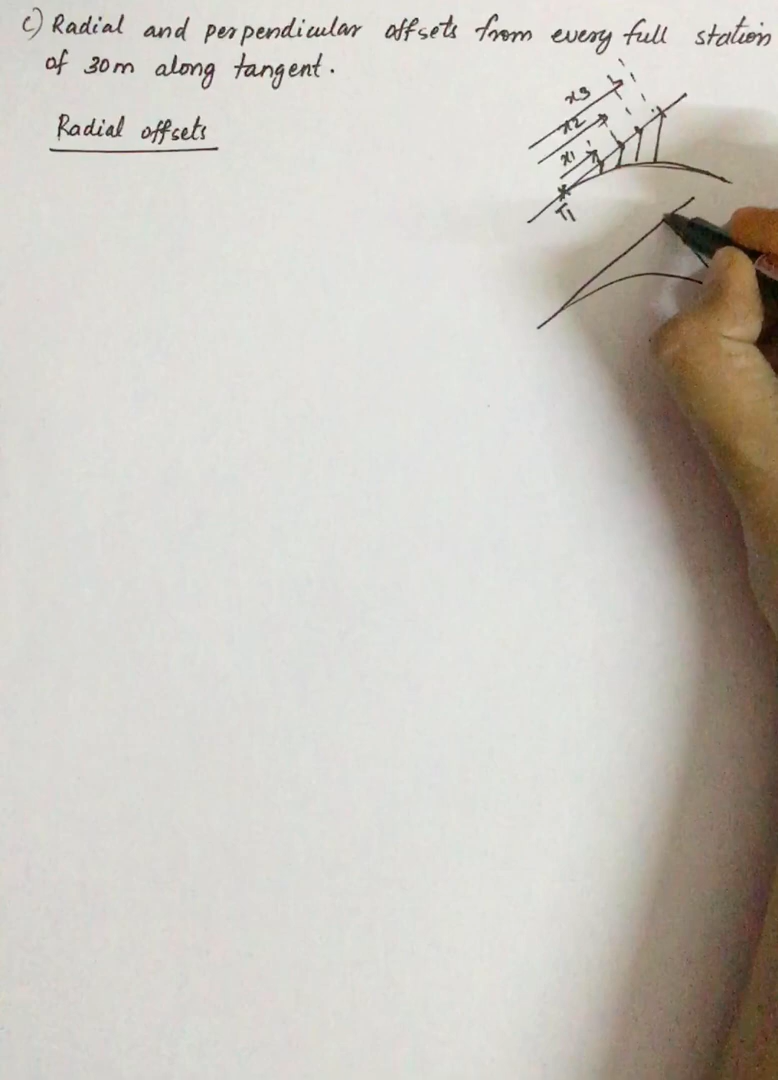 c) Radial and perpendicular offsets from every full station
of 30m along tangent.
Radial offsets
x3
x2
x1
T1